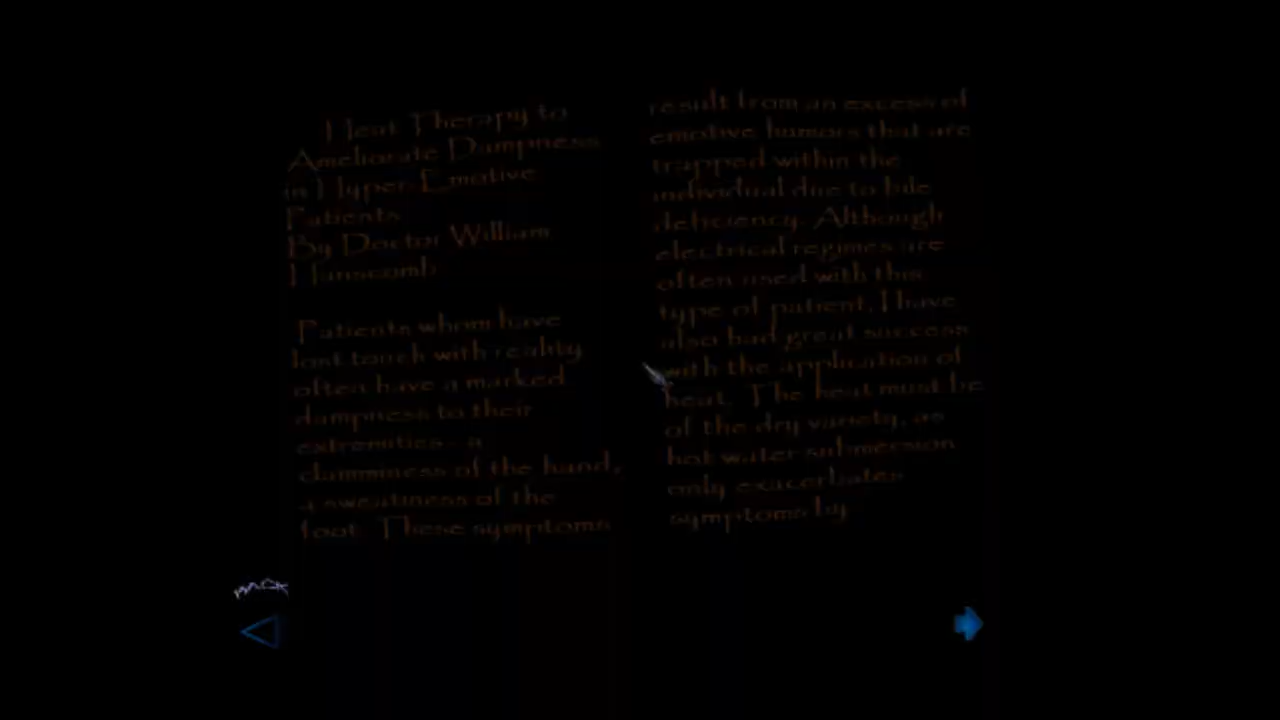 Heat Therapy to
Ameliorate Dampness
in Hyper Emotive
Patients
By Doctor William
Hanscomb
Patients whom have
lost touch with reality
often have a marked
dampness to their
extremities - a
clamminess of the hand,
a sweatiness of the
foot. These symptoms
result from an excess of
emotive humors that are
trapped within the
individual due to bile
deficiency. Although
electrical regimes are
often used with this
type of patient, I have
also had great success
with the application of
heat. The heat must be
of the dry variety, as
hot water submersion
only exacerbates
symptoms by
BACK